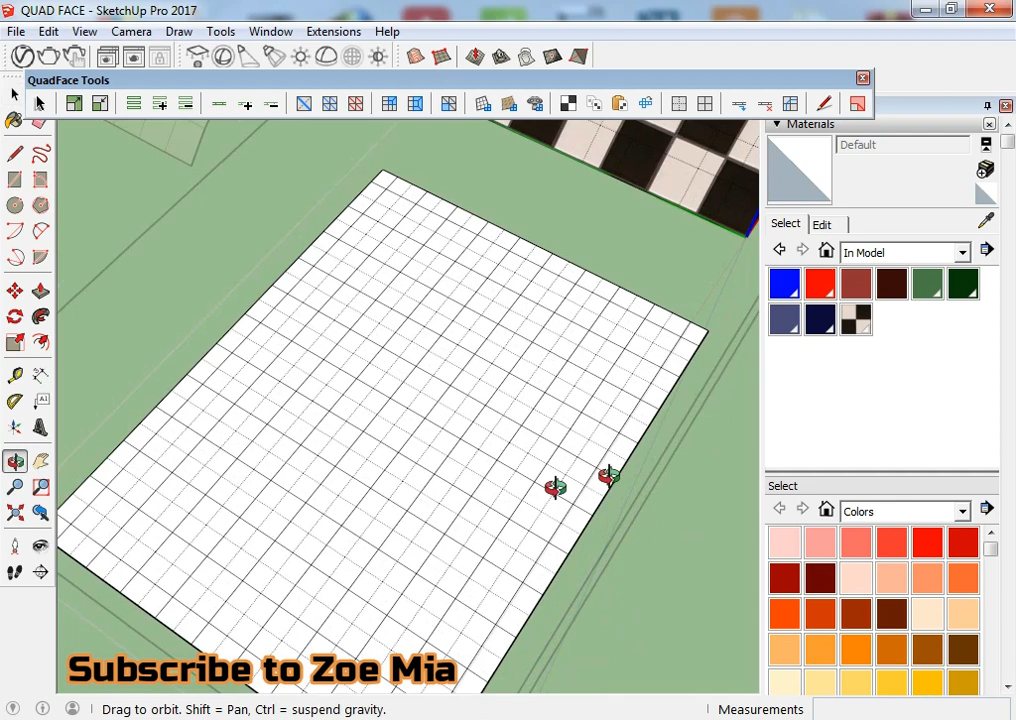 QUAD FACE - SketchUp Pro 2017
File Edit View Camera Draw Tools Window Extensions Help
QuadFace Tools
Materials
Default
Select Edit
In Model
A1
Select
Colors
Subscribe to Zoe Mia
Drag to orbit. Shift = Pan, Ctrl = suspend gravity.
Measurements